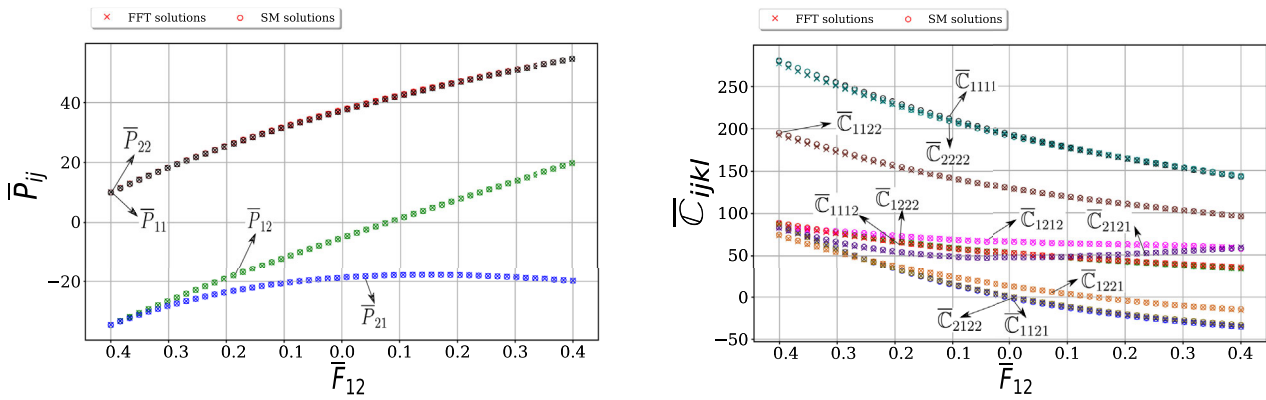 × FFT solutions ○ SM solutions
P̅ij
40
20
0
−20
P̅22
P̅11
P̅12
P̅21
0.4 0.3 0.2 0.1 0.0 0.1 0.2 0.3 0.4
F̅12
× FFT solutions ○ SM solutions
ℂ̅ijkl
250
200
150
100
50
0
−50
ℂ̅1111
ℂ̅2222
ℂ̅1122
ℂ̅1222
ℂ̅1112
ℂ̅1212
ℂ̅2121
ℂ̅1221
ℂ̅2122
ℂ̅1121
0.4 0.3 0.2 0.1 0.0 0.1 0.2 0.3 0.4
F̅12